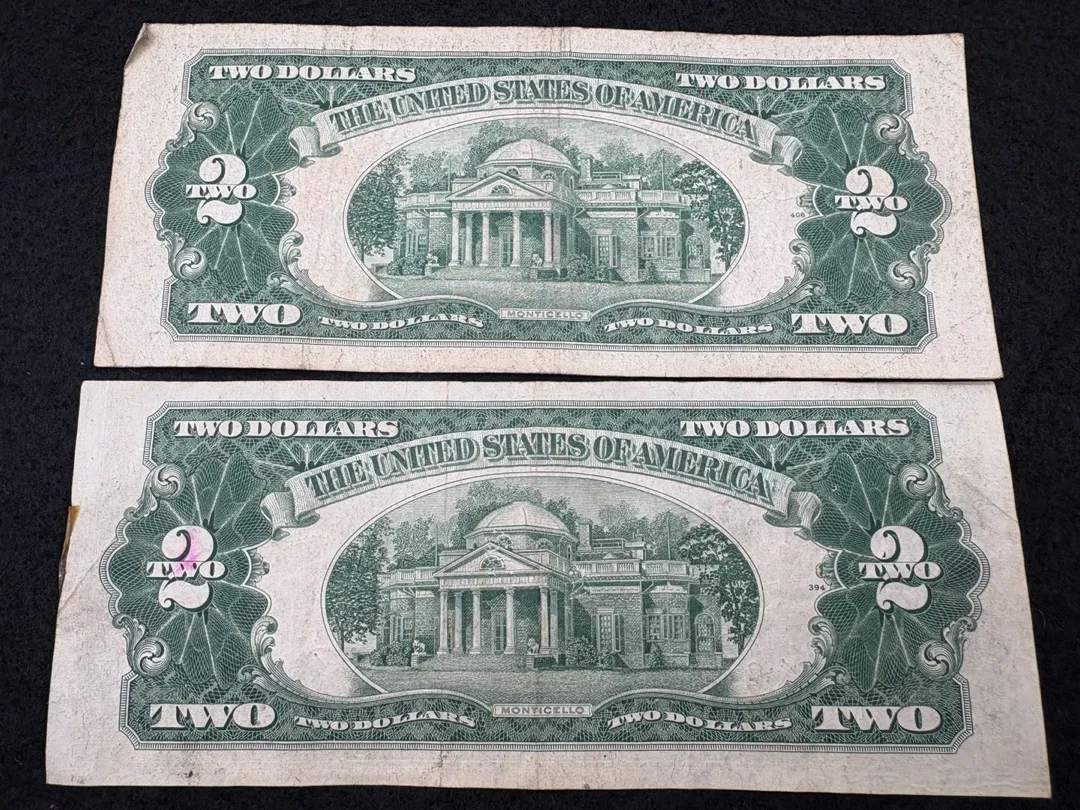 TWO DOLLARS TWO DOLLARS
THE UNITED STATES OF AMERICA
2 2
TWO TWO
408
TWO TWO DOLLARS MONTICELLO TWO DOLLARS TWO
TWO DOLLARS TWO DOLLARS
THE UNITED STATES OF AMERICA
2 2
TWO TWO
394
TWO TWO DOLLARS MONTICELLO TWO DOLLARS TWO